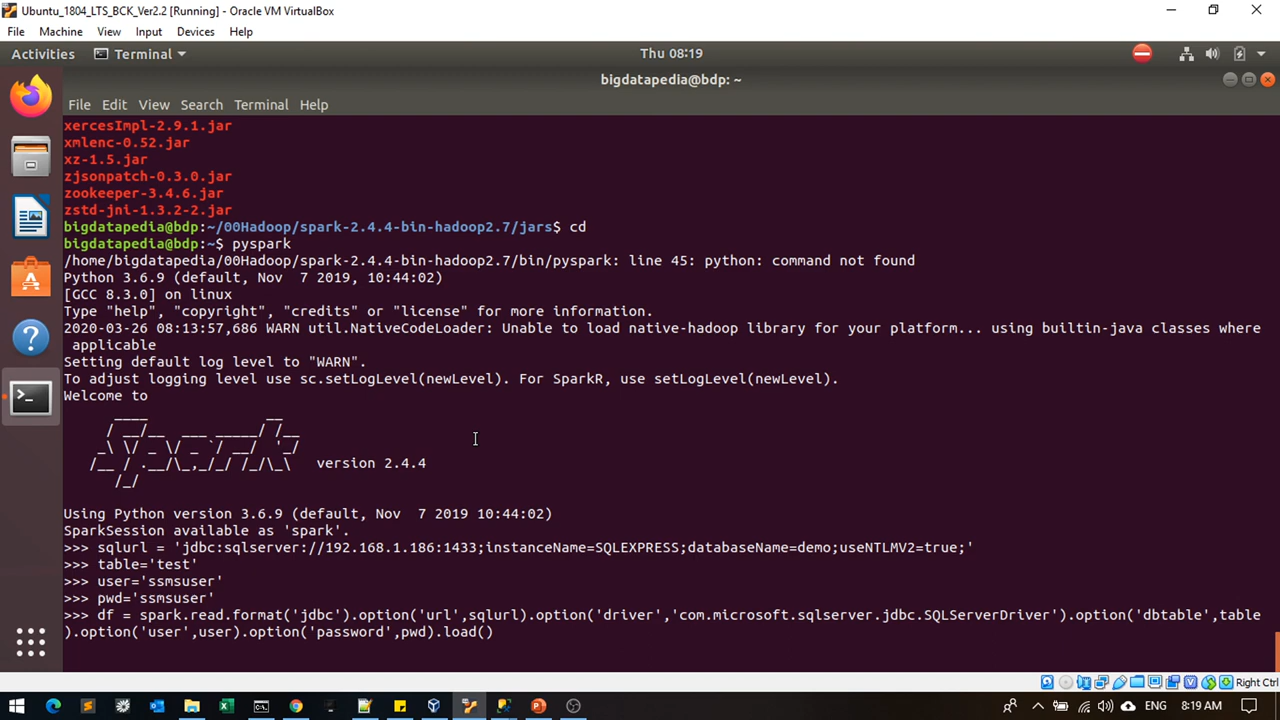 Ubuntu_1804_LTS_BCK_Ver2.2 [Running] - Oracle VM VirtualBox
File Machine View Input Devices Help
Activities Terminal Thu 08:19
bigdatapedia@bdp: ~
File Edit View Search Terminal Help
xercesImpl-2.9.1.jar
xmlenc-0.52.jar
xz-1.5.jar
zjsonpatch-0.3.0.jar
zookeeper-3.4.6.jar
zstd-jni-1.3.2-2.jar
bigdatapedia@bdp:~/00Hadoop/spark-2.4.4-bin-hadoop2.7/jars$ cd
bigdatapedia@bdp:~$ pyspark
/home/bigdatapedia/00Hadoop/spark-2.4.4-bin-hadoop2.7/bin/pyspark: line 45: python: command not found
Python 3.6.9 (default, Nov  7 2019, 10:44:02)
[GCC 8.3.0] on linux
Type "help", "copyright", "credits" or "license" for more information.
2020-03-26 08:13:57,686 WARN util.NativeCodeLoader: Unable to load native-hadoop library for your platform... using builtin-java classes where
applicable
Setting default log level to "WARN".
To adjust logging level use sc.setLogLevel(newLevel). For SparkR, use setLogLevel(newLevel).
Welcome to
Spark version 2.4.4
Using Python version 3.6.9 (default, Nov  7 2019 10:44:02)
SparkSession available as 'spark'.
>>> sqlurl = 'jdbc:sqlserver://192.168.1.186:1433;instanceName=SQLEXPRESS;databaseName=demo;useNTLMV2=true;'
>>> table='test'
>>> user='ssmsuser'
>>> pwd='ssmsuser'
>>> df = spark.read.format('jdbc').option('url',sqlurl).option('driver','com.microsoft.sqlserver.jdbc.SQLServerDriver').option('dbtable',table
).option('user',user).option('password',pwd).load()
Right Ctrl
ENG 8:19 AM